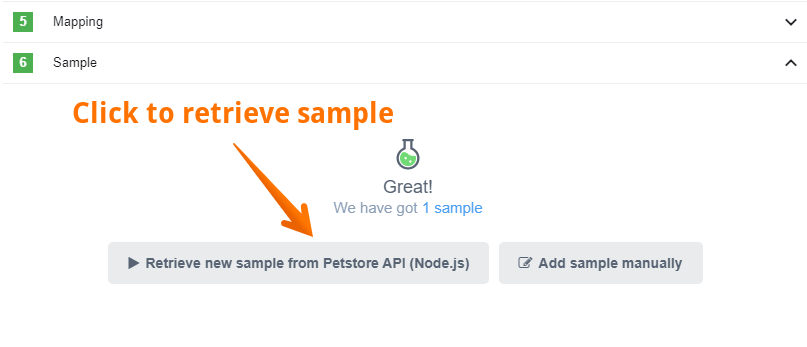 5 Mapping
6 Sample
Click to retrieve sample
Great!
We have got 1 sample
Retrieve new sample from Petstore API (Node.js)
Add sample manually